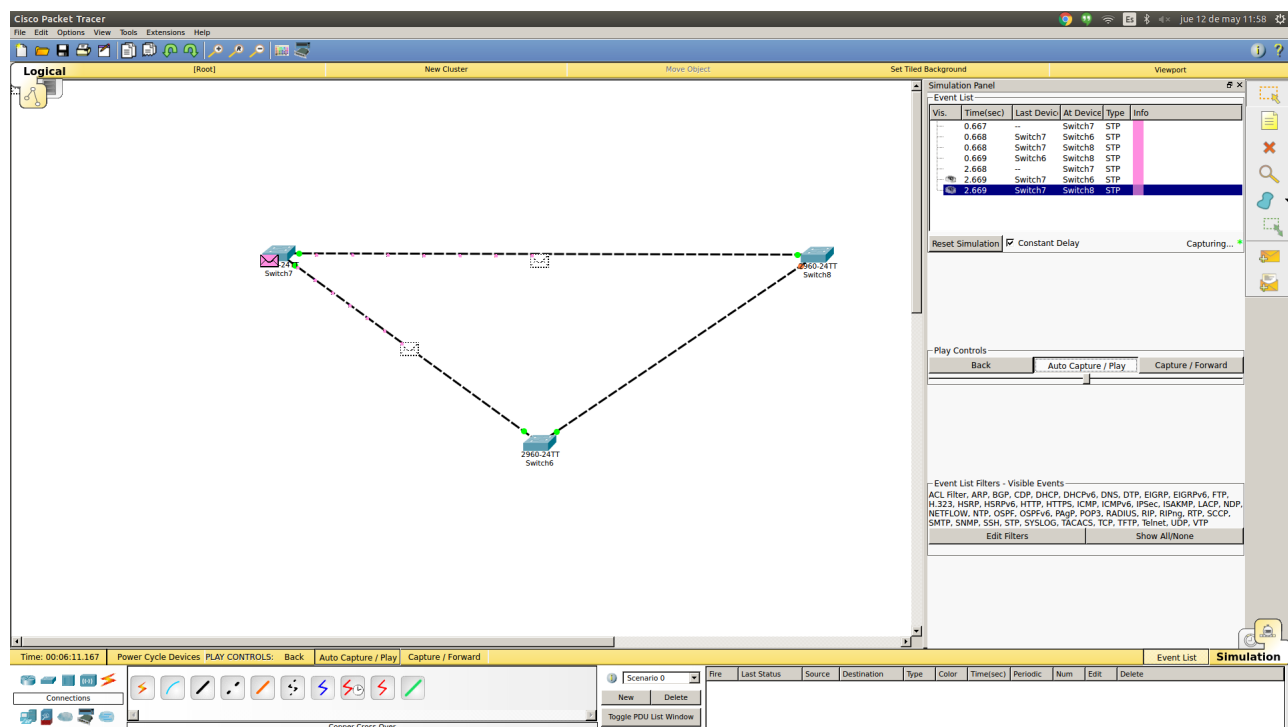 Cisco Packet Tracer
Es
jue 12 de may 11:58
File Edit Options View Tools Extensions Help
Logical
[Root]
New Cluster
Move Object
Set Tiled Background
Viewport
Simulation Panel
Event List
Vis. Time(sec) Last Devic At Device Type Info
0.667 -- Switch7 STP
0.668 Switch7 Switch6 STP
0.668 Switch7 Switch8 STP
0.669 Switch6 Switch8 STP
2.668 -- Switch7 STP
2.669 Switch7 Switch6 STP
2.669 Switch7 Switch8 STP
Reset Simulation Constant Delay Capturing...
-24TT
Switch7
2960-24TT
Switch8
2960-24TT
Switch6
Play Controls
Back Auto Capture / Play Capture / Forward
Event List Filters - Visible Events
ACL Filter, ARP, BGP, CDP, DHCP, DHCPv6, DNS, DTP, EIGRP, EIGRPv6, FTP,
H.323, HSRP, HSRPv6, HTTP, HTTPS, ICMP, ICMPv6, IPSec, ISAKMP, LACP, NDP,
NETFLOW, NTP, OSPF, OSPFv6, PAgP, POP3, RADIUS, RIP, RIPng, RTP, SCCP,
SMTP, SNMP, SSH, STP, SYSLOG, TACACS, TCP, TFTP, Telnet, UDP, VTP
Edit Filters Show All/None
Time: 00:06:11.167 Power Cycle Devices PLAY CONTROLS: Back Auto Capture / Play Capture / Forward
Event List Simulation
Connections
Scenario 0
New Delete
Toggle PDU List Window
Fire Last Status Source Destination Type Color Time(sec) Periodic Num Edit Delete
Copper Cross-Over